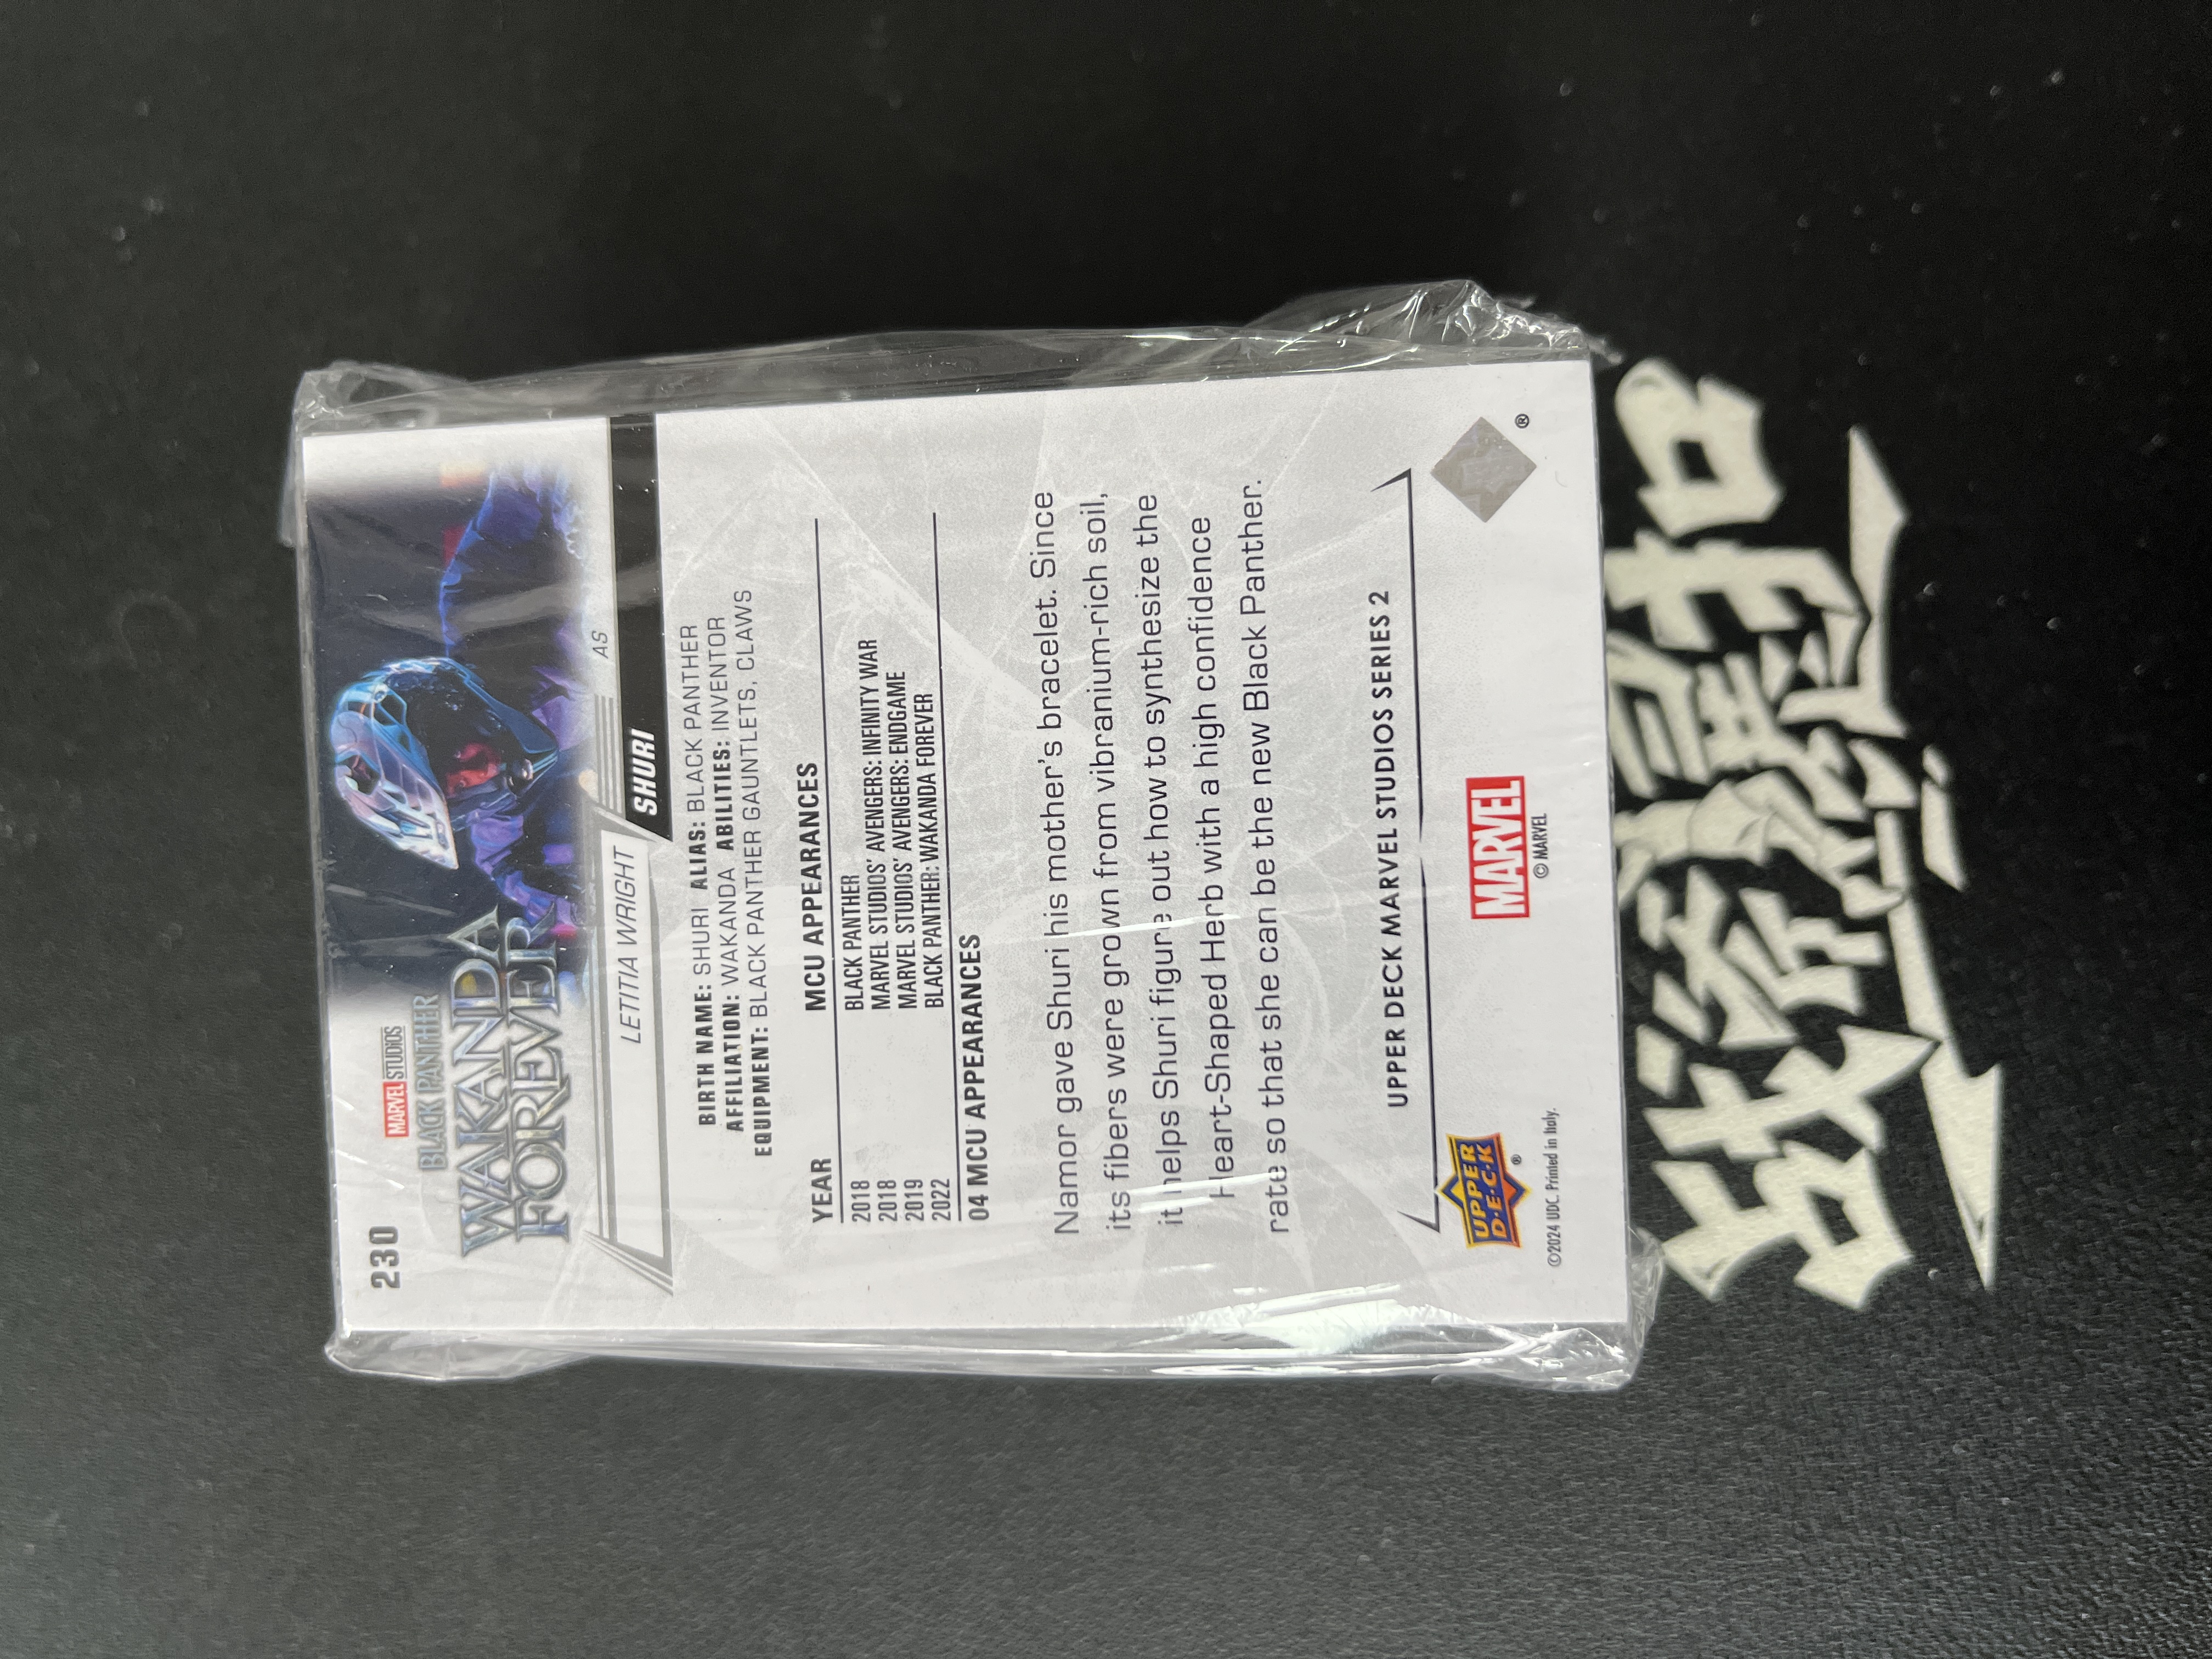 230
MARVEL STUDIOS
BLACK PANTHER
WAKANDA
FOREVER
LETITIA WRIGHT
AS
SHURI
BIRTH NAME: SHURI ALIAS: BLACK PANTHER
AFFILIATION: WAKANDA ABILITIES: INVENTOR
EQUIPMENT: BLACK PANTHER GAUNTLETS, CLAWS
YEAR MCU APPEARANCES
2018 BLACK PANTHER
2018 MARVEL STUDIOS' AVENGERS: INFINITY WAR
2019 MARVEL STUDIOS' AVENGERS: ENDGAME
2022 BLACK PANTHER: WAKANDA FOREVER
04 MCU APPEARANCES
Namor gave Shuri his mother's bracelet. Since
its fibers were grown from vibranium-rich soil,
it helps Shuri figure out how to synthesize the
Heart-Shaped Herb with a high confidence
rate so that she can be the new Black Panther.
UPPER DECK MARVEL STUDIOS SERIES 2
UPPER
D·E·C·K
®
MARVEL
®
©2024 UDC. Printed in Italy.
© MARVEL